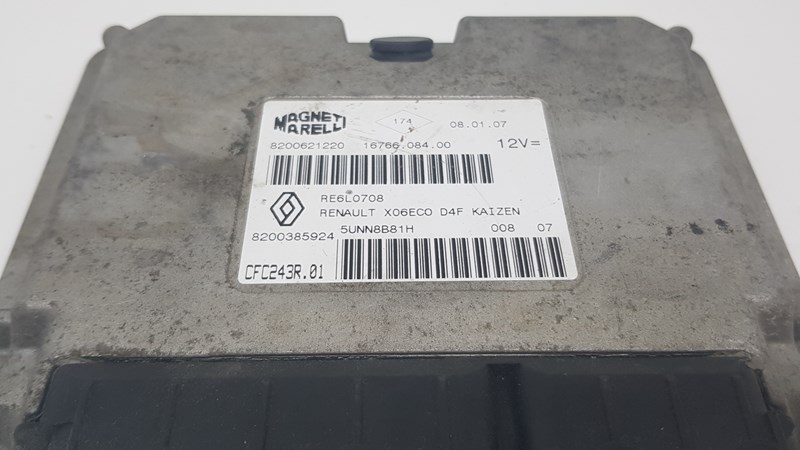 MAGNETI MARELLI
174
08.01.07
8200621220 16766.084.00 12V=
RE6L0708
RENAULT X06ECO D4F KAIZEN
8200385924 5UNN8B81H 008 07
CFC243R.01